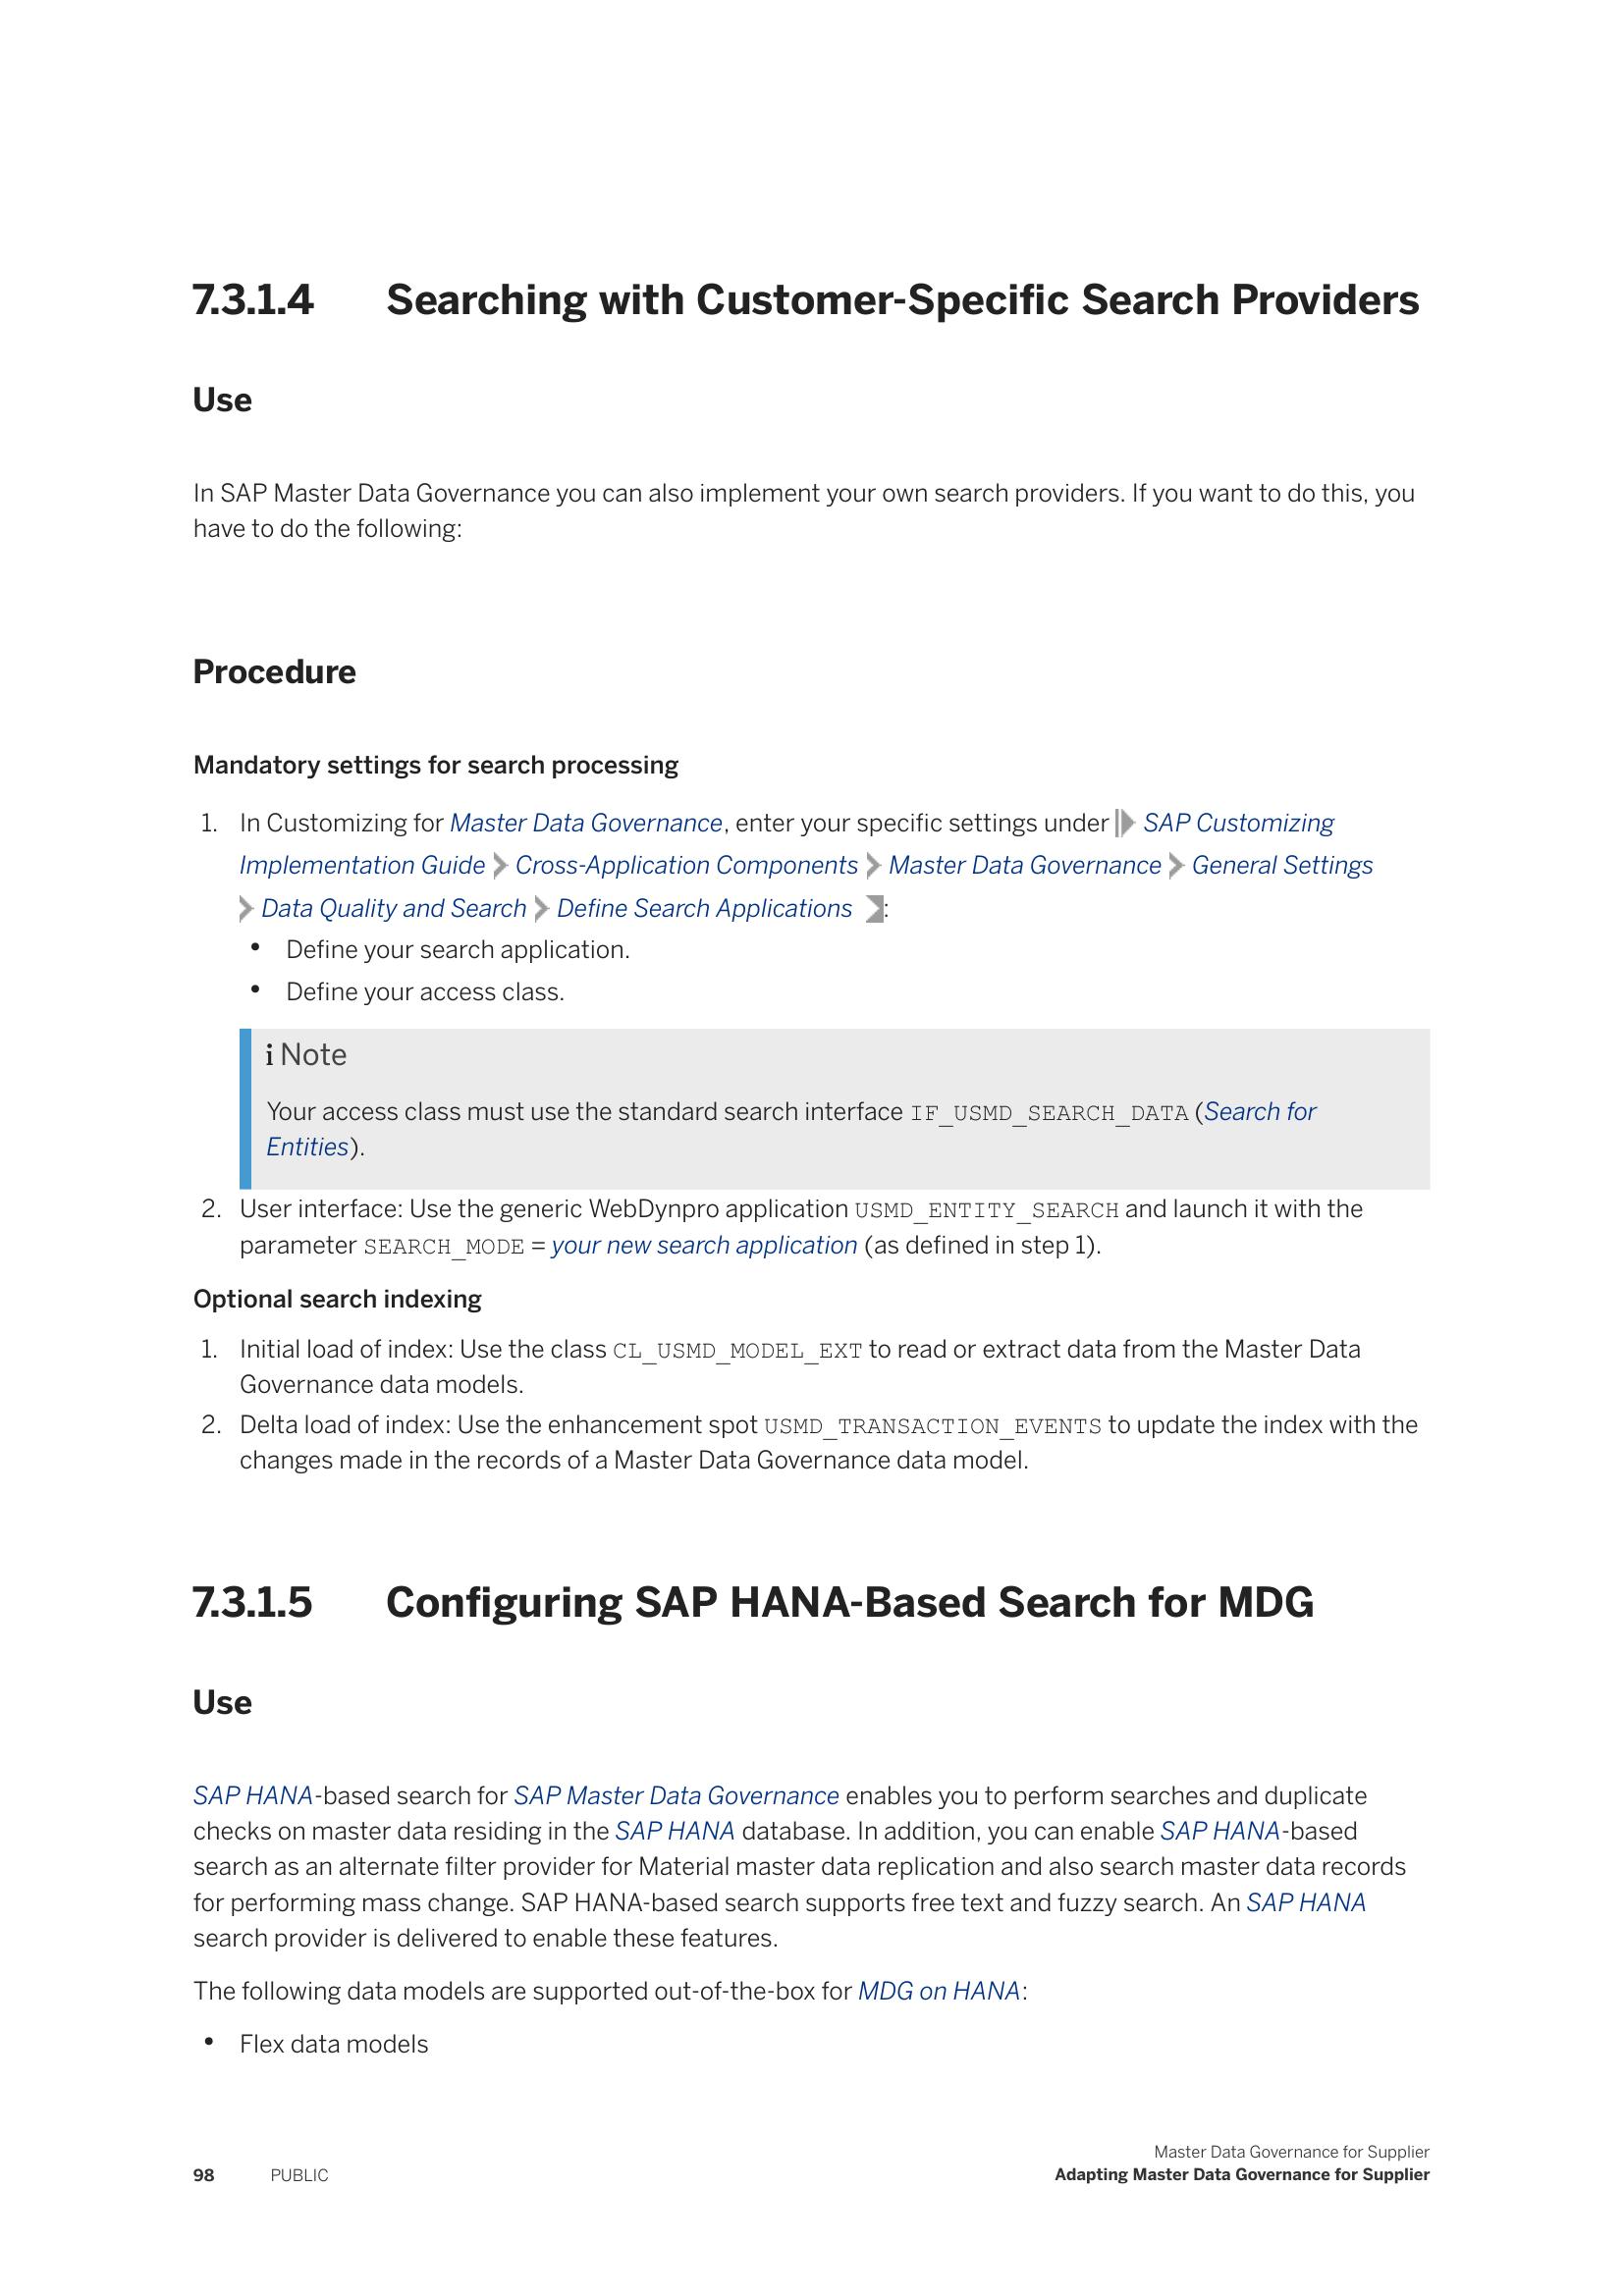 7.3.1.4 Searching with Customer-Specific Search Providers
Use
In SAP Master Data Governance you can also implement your own search providers. If you want to do this, you
have to do the following:
Procedure
Mandatory settings for search processing
1. In Customizing for Master Data Governance, enter your specific settings under SAP Customizing
Implementation Guide Cross-Application Components Master Data Governance General Settings
Data Quality and Search Define Search Applications :
• Define your search application.
• Define your access class.
i Note
Your access class must use the standard search interface IF_USMD_SEARCH_DATA (Search for
Entities).
2. User interface: Use the generic WebDynpro application USMD_ENTITY_SEARCH and launch it with the
parameter SEARCH_MODE = your new search application (as defined in step 1).
Optional search indexing
1. Initial load of index: Use the class CL_USMD_MODEL_EXT to read or extract data from the Master Data
Governance data models.
2. Delta load of index: Use the enhancement spot USMD_TRANSACTION_EVENTS to update the index with the
changes made in the records of a Master Data Governance data model.
7.3.1.5 Configuring SAP HANA-Based Search for MDG
Use
SAP HANA-based search for SAP Master Data Governance enables you to perform searches and duplicate
checks on master data residing in the SAP HANA database. In addition, you can enable SAP HANA-based
search as an alternate filter provider for Material master data replication and also search master data records
for performing mass change. SAP HANA-based search supports free text and fuzzy search. An SAP HANA
search provider is delivered to enable these features.
The following data models are supported out-of-the-box for MDG on HANA:
• Flex data models
Master Data Governance for Supplier
98 PUBLIC Adapting Master Data Governance for Supplier